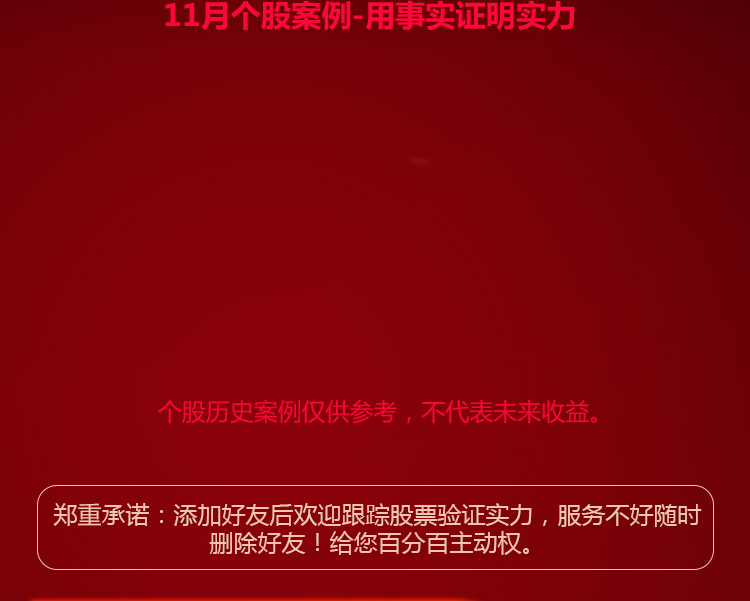 11月个股案例-用事实证明实力
个股历史案例仅供参考，不代表未来收益。
郑重承诺：添加好友后欢迎跟踪股票验证实力，服务不好随时
删除好友！给您百分百主动权。